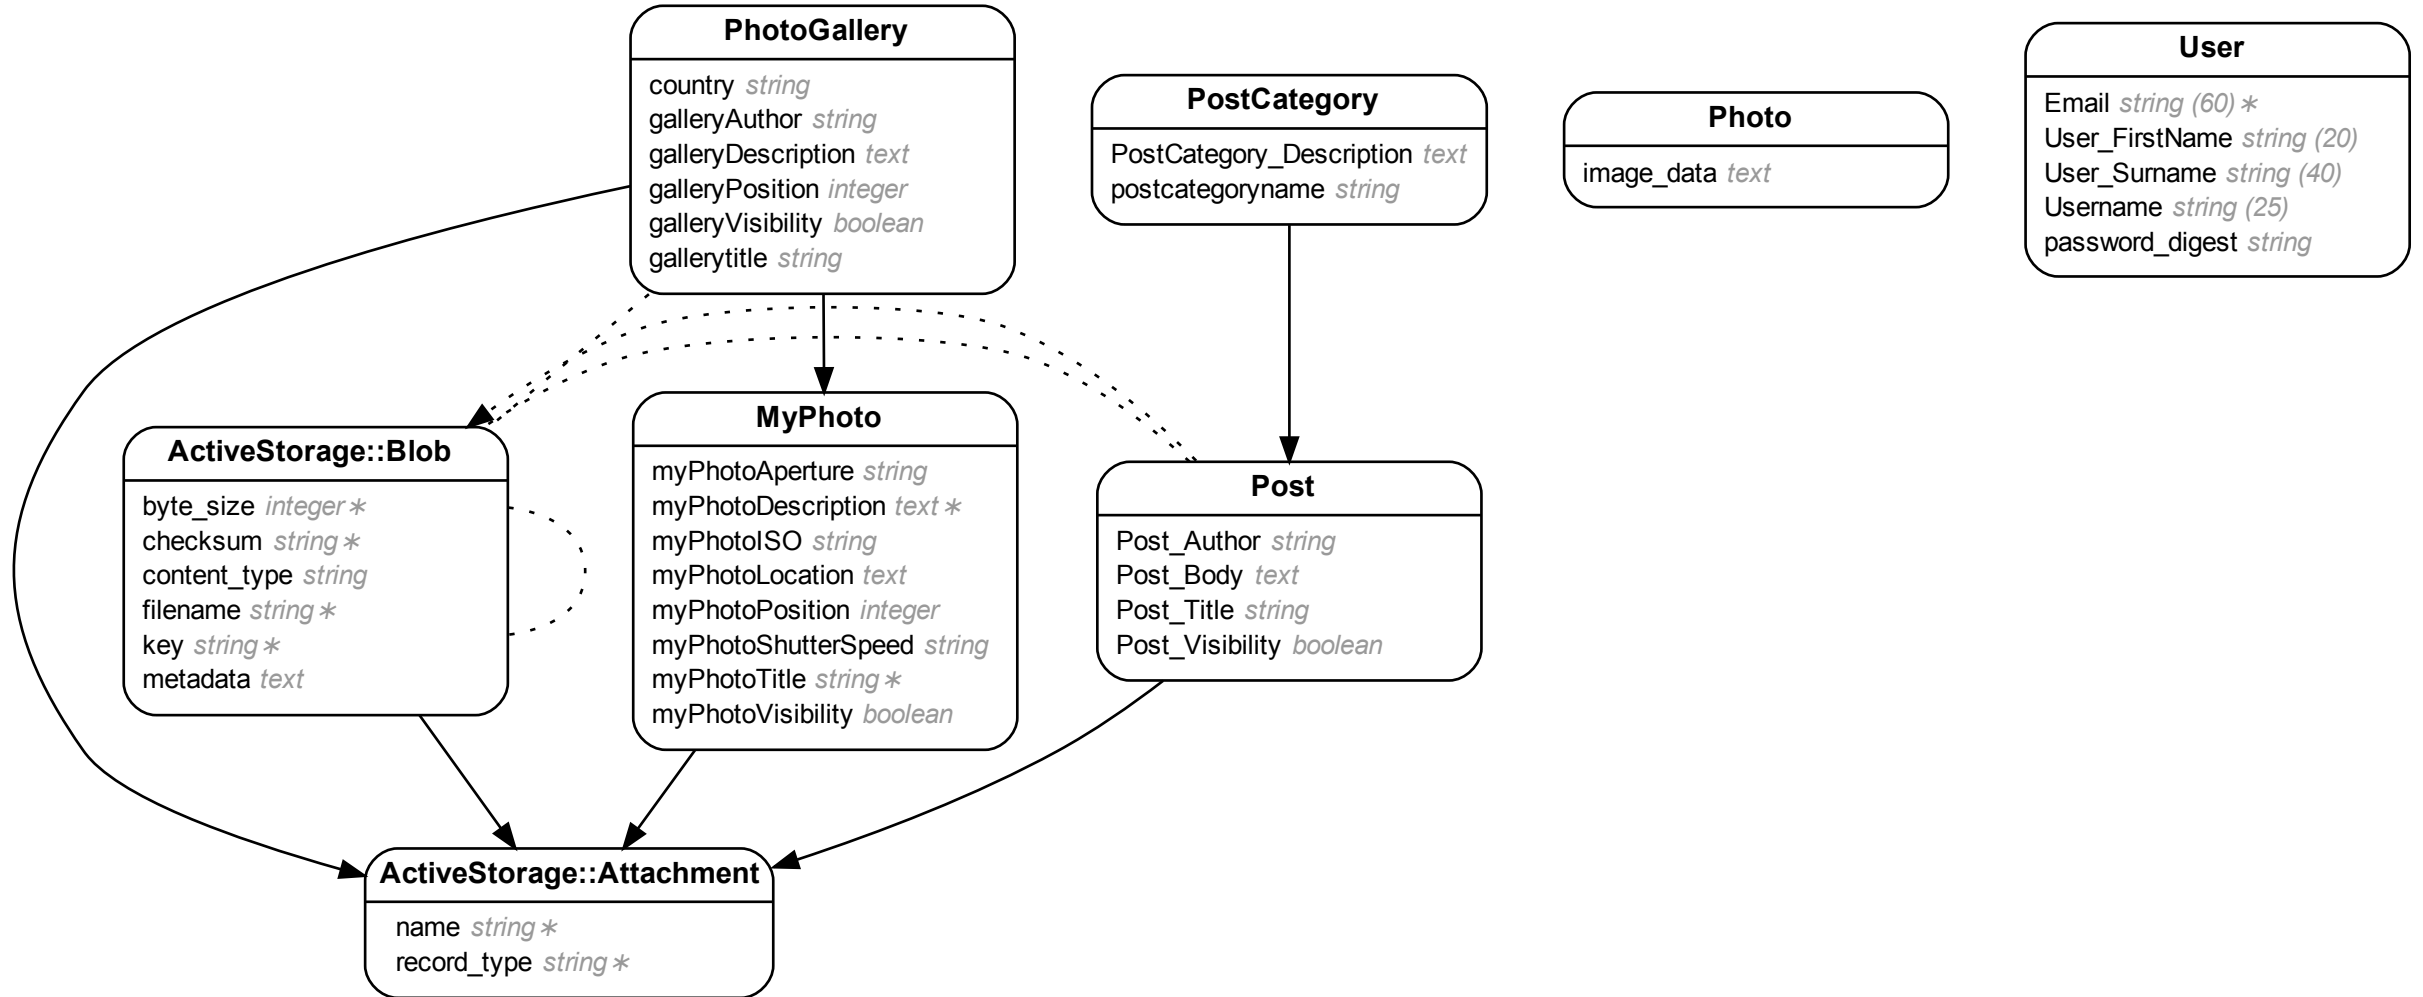 PhotoGallery
country string
galleryAuthor string
galleryDescription text
galleryPosition integer
galleryVisibility boolean
gallerytitle string
PostCategory
PostCategory_Description text
postcategoryname string
Photo
image_data text
User
Email string (60) ∗
User_FirstName string (20)
User_Surname string (40)
Username string (25)
password_digest string
ActiveStorage::Blob
byte_size integer ∗
checksum string ∗
content_type string
filename string ∗
key string ∗
metadata text
MyPhoto
myPhotoAperture string
myPhotoDescription text ∗
myPhotoISO string
myPhotoLocation text
myPhotoPosition integer
myPhotoShutterSpeed string
myPhotoTitle string ∗
myPhotoVisibility boolean
Post
Post_Author string
Post_Body text
Post_Title string
Post_Visibility boolean
ActiveStorage::Attachment
name string ∗
record_type string ∗